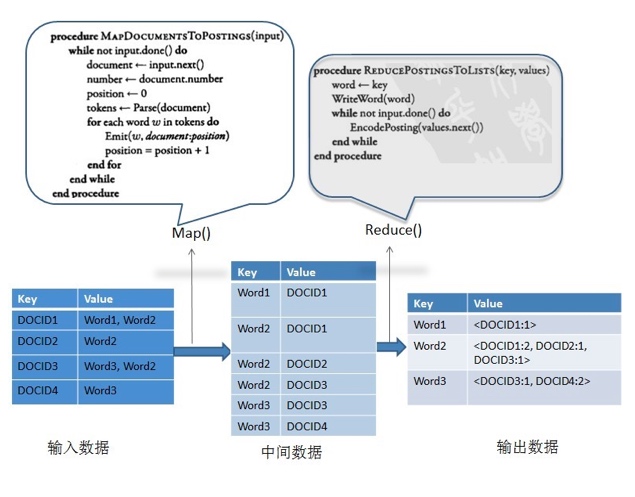 procedure MAPDOCUMENTSTOPOSTINGS(input)
while not input.done() do
document ← input.next()
number ← document.number
position ← 0
tokens ← Parse(document)
for each word w in tokens do
Emit(w, document:position)
position = position + 1
end for
end while
end procedure
procedure REDUCEPOSTINGSTOLISTS(key, values)
word ← key
WriteWord(word)
while not input.done() do
EncodePosting(values.next())
end while
end procedure
Map()
Reduce()
Key Value
DOCID1 Word1, Word2
DOCID2 Word2
DOCID3 Word3, Word2
DOCID4 Word3
输入数据
Key Value
Word1 DOCID1
Word2 DOCID1
Word2 DOCID2
Word2 DOCID3
Word3 DOCID3
Word3 DOCID4
中间数据
Key Value
Word1 <DOCID1:1>
Word2 <DOCID1:2, DOCID2:1,
DOCID3:1>
Word3 <DOCID3:1, DOCID4:2>
输出数据